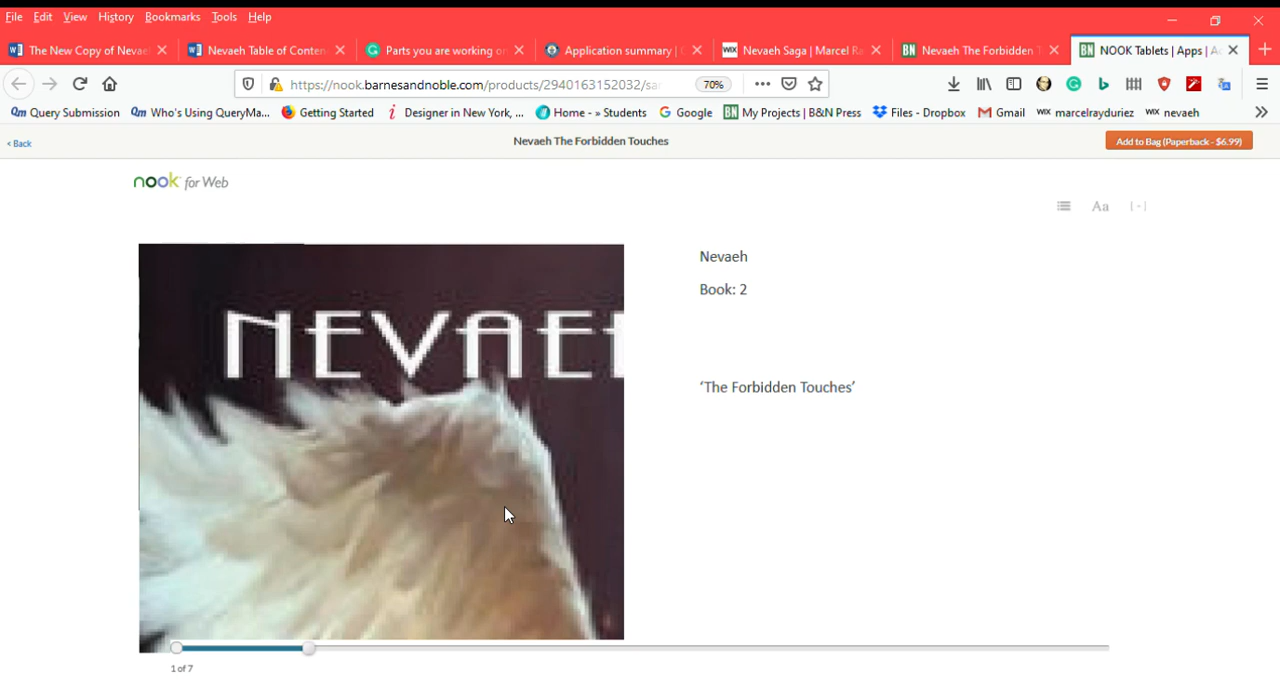 File Edit View History Bookmarks Tools Help
The New Copy of Nevae Nevaeh Table of Conten Parts you are working o Application summary | Nevaeh Saga | Marcel Ra Nevaeh The Forbidden T NOOK Tablets | Apps | A
https://nook.barnesandnoble.com/products/2940163152032/sa 70%
Query Submission Who's Using QueryMa... Getting Started Designer in New York, ... Home - » Students Google My Projects | B&N Press Files - Dropbox Gmail marcelrayduriez nevaeh
< Back Nevaeh The Forbidden Touches Add to Bag (Paperback - $6.99)
nook for Web
Aa
NEVAEH
Nevaeh
Book: 2
‘The Forbidden Touches’
1 of 7